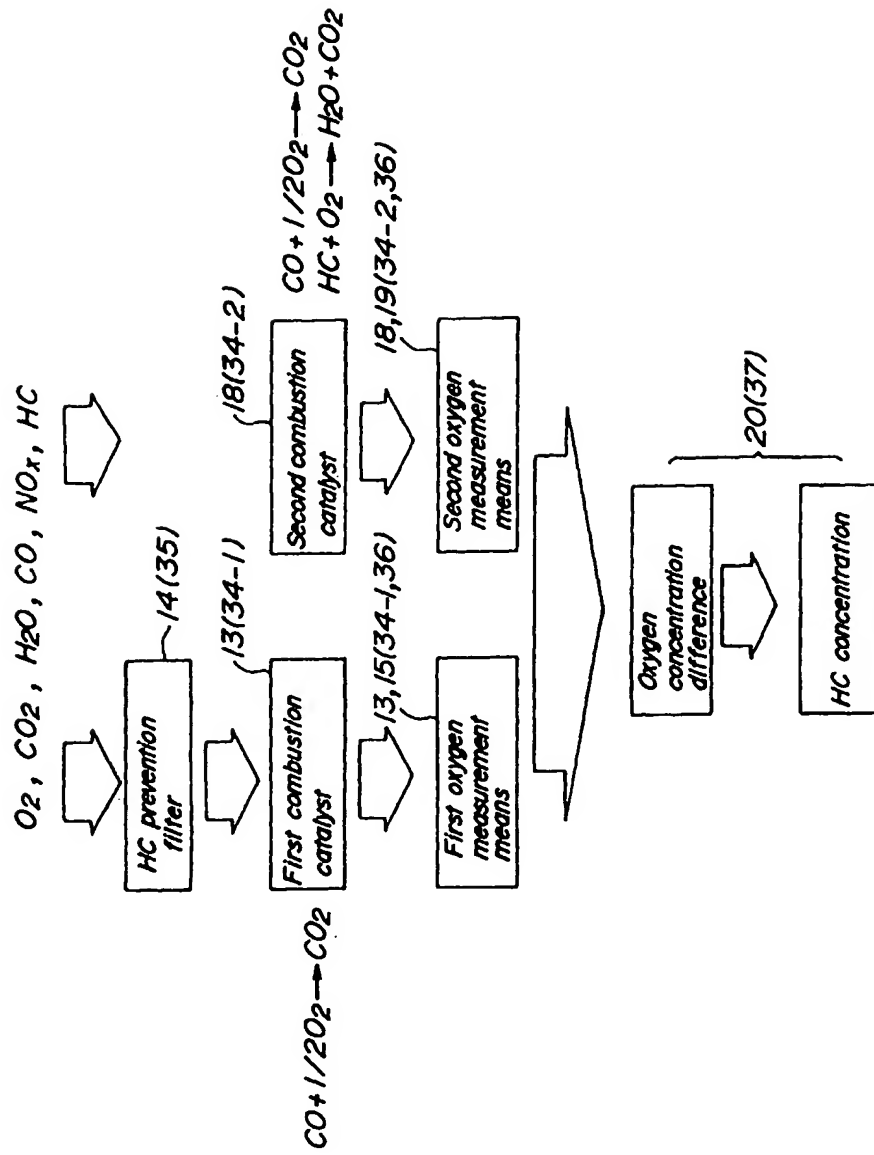 O2, CO2, H2O, CO, NOx, HC
HC prevention
filter
14(35)
First combustion
catalyst
13(34-1)
CO+1/2O2→CO2
Second combustion
catalyst
18(34-2)
CO+1/2O2→CO2
HC+O2→H2O+CO2
First oxygen
measurement
means
13,15(34-1,36)
Second oxygen
measurement
means
18,19(34-2,36)
Oxygen
concentration
difference
HC concentration
20(37)